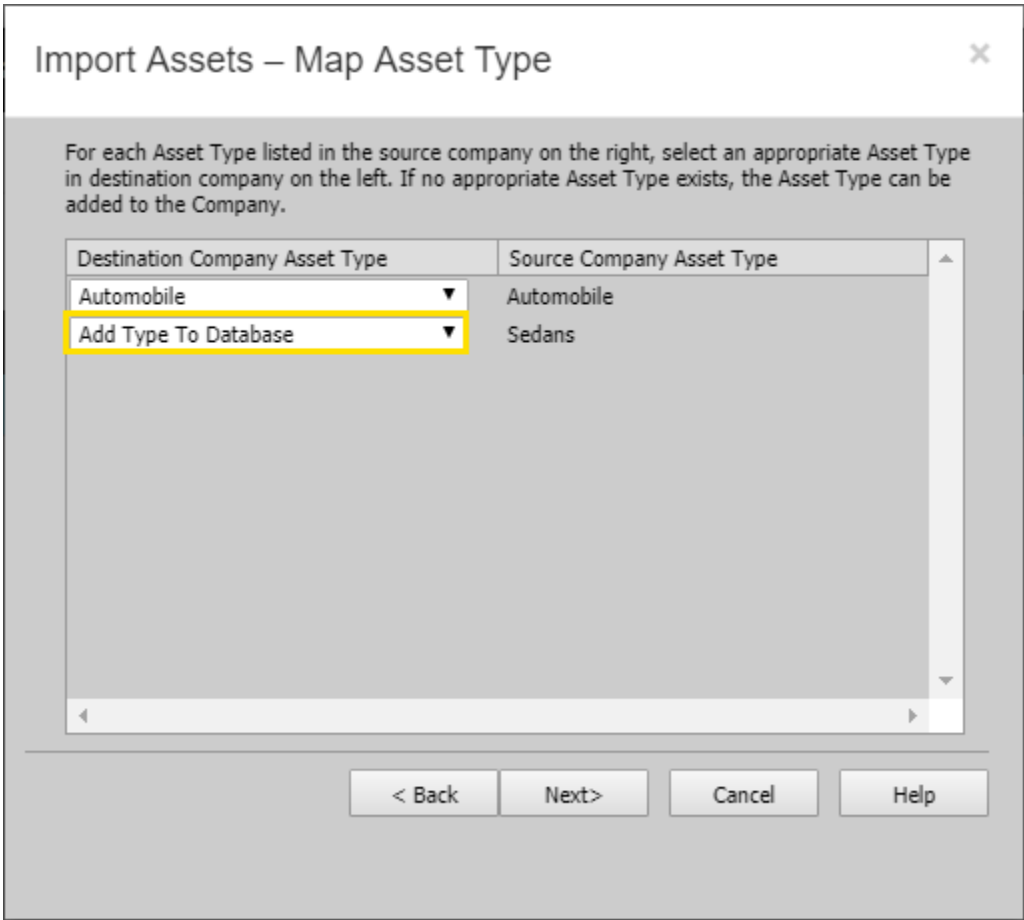 Import Assets – Map Asset Type
For each Asset Type listed in the source company on the right, select an appropriate Asset Type
in destination company on the left. If no appropriate Asset Type exists, the Asset Type can be
added to the Company.
Destination Company Asset Type Source Company Asset Type
Automobile Automobile
Add Type To Database Sedans
< Back Next> Cancel Help